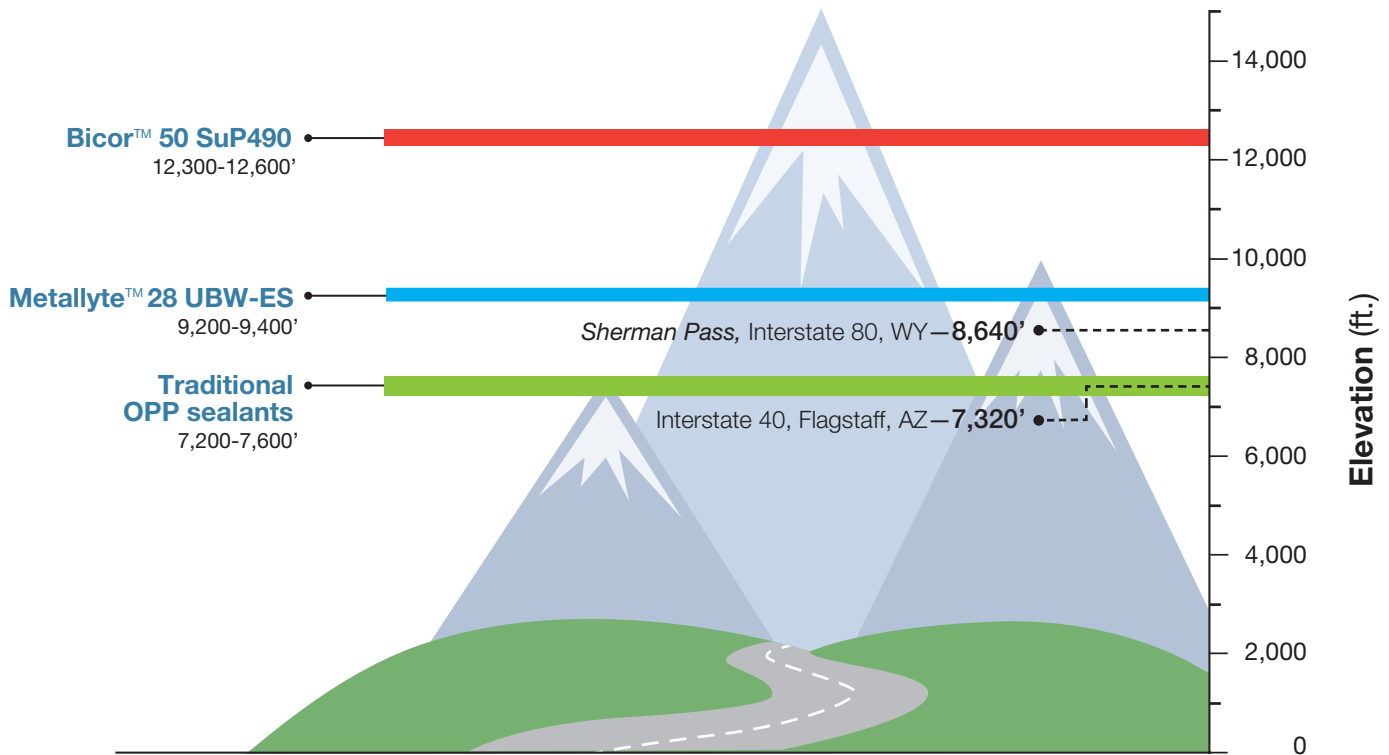 Bicor™ 50 SuP490
12,300-12,600’
Metallyte™ 28 UBW-ES
9,200-9,400’
Traditional
OPP sealants
7,200-7,600’
Sherman Pass, Interstate 80, WY—8,640’
Interstate 40, Flagstaff, AZ—7,320’
14,000
12,000
10,000
8,000
6,000
4,000
2,000
0
Elevation (ft.)